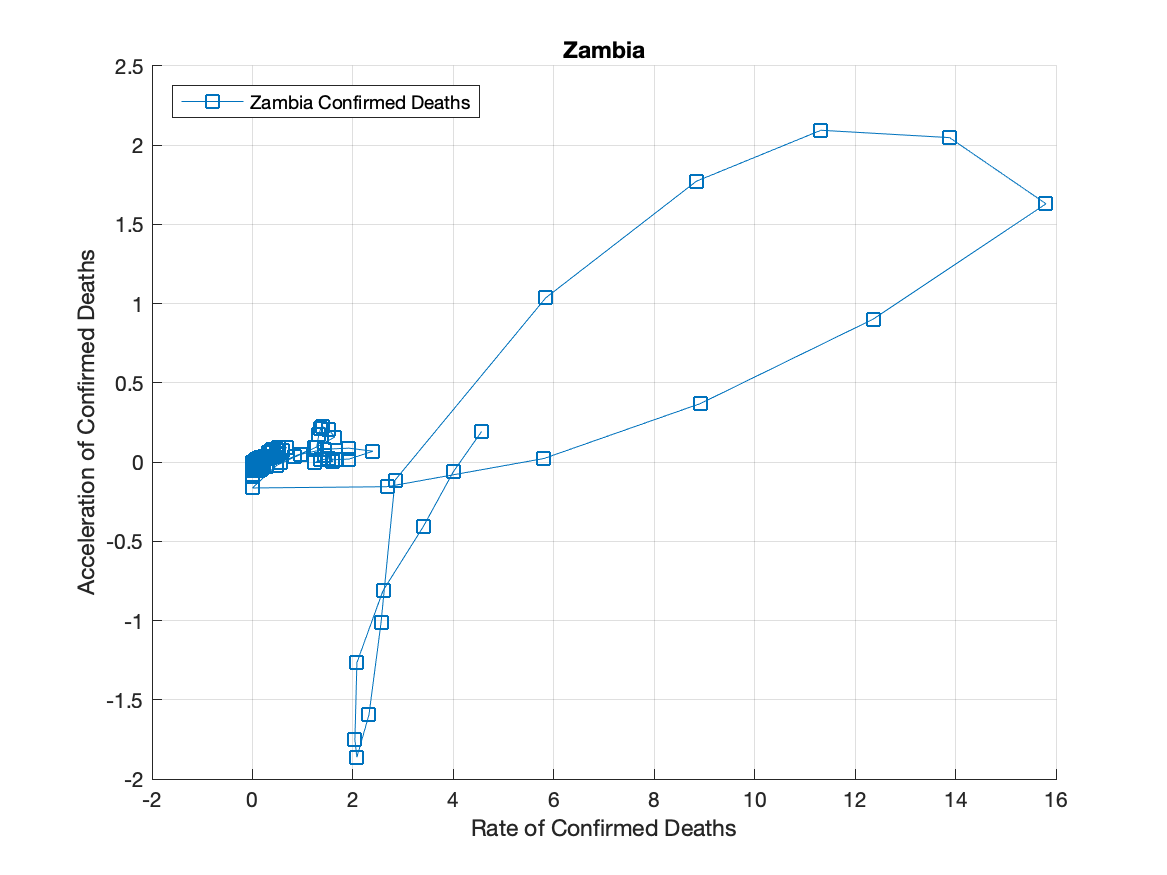 Zambia
Zambia Confirmed Deaths
2.5
2
1.5
1
0.5
0
-0.5
-1
-1.5
-2
Acceleration of Confirmed Deaths
-2 0 2 4 6 8 10 12 14 16
Rate of Confirmed Deaths